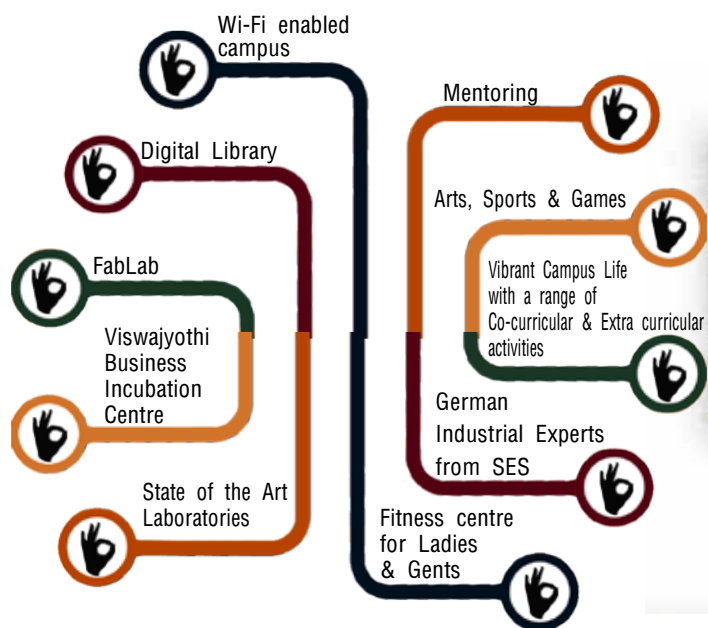 Wi-Fi enabled
campus
Digital Library
FabLab
Viswajyothi
Business
Incubation
Centre
State of the Art
Laboratories
Mentoring
Arts, Sports & Games
Vibrant Campus Life
with a range of
Co-curricular & Extra curricular
activities
German
Industrial Experts
from SES
Fitness centre
for Ladies
& Gents